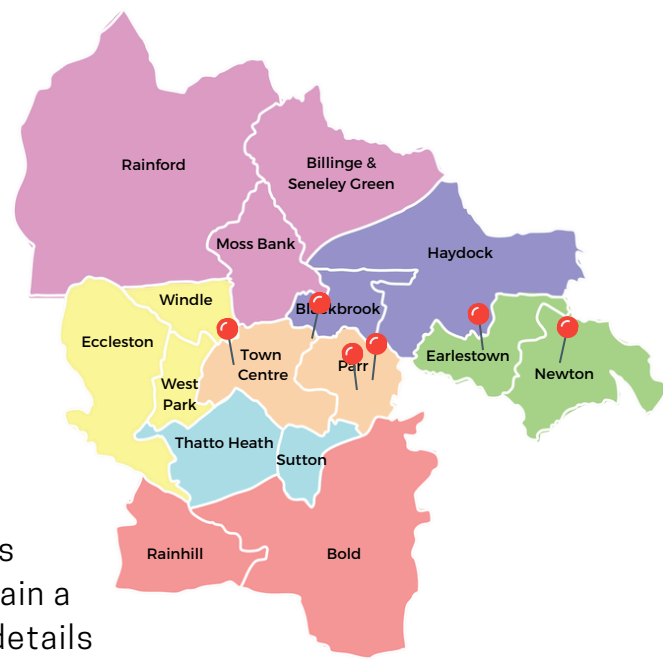 Rainford
Billinge &
Seneley Green
Moss Bank
Haydock
Windle
Blackbrook
Eccleston
Town
Centre
Parr
Earlestown
Newton
West
Park
Thatto Heath
Sutton
Rainhill
Bold
s
ain a
details